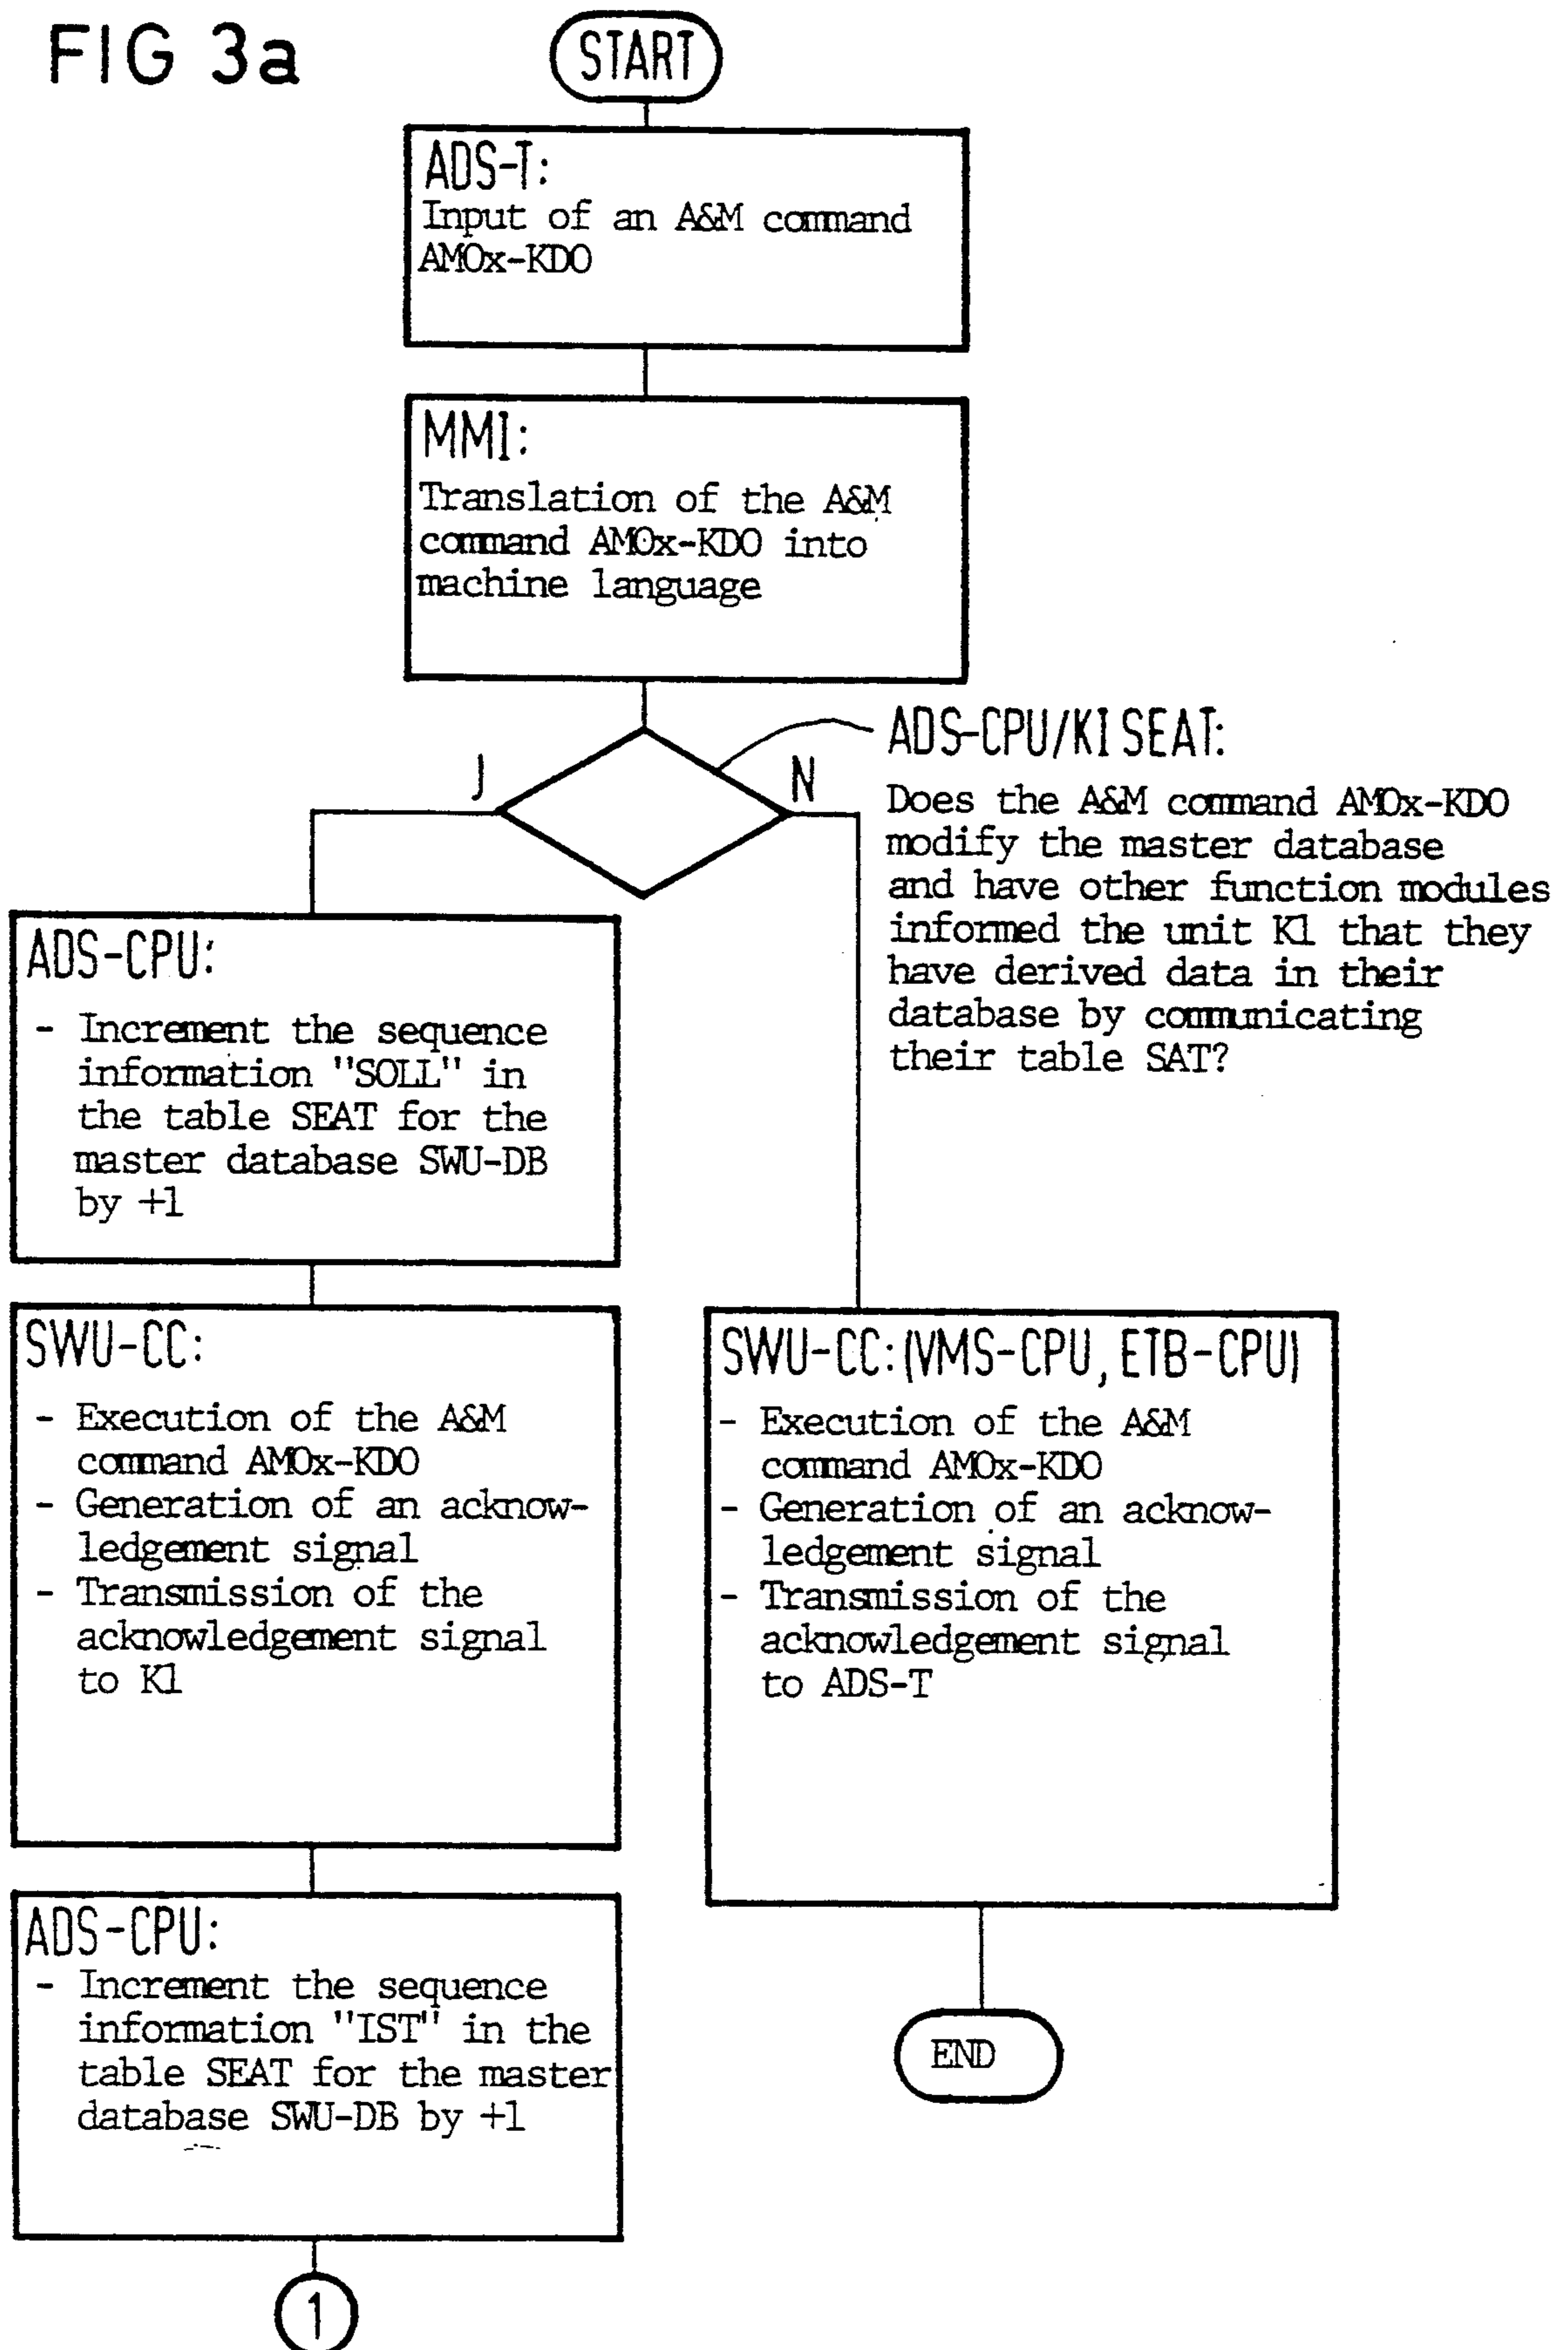 FIG 3a
START
ADS-T:
Input of an A&M command
AMOx-KDO
MMI:
Translation of the A&M
command AMOx-KDO into
machine language
J
N
ADS-CPU/KI SEAT:
Does the A&M command AMOx-KDO
modify the master database
and have other function modules
informed the unit Kl that they
have derived data in their
database by communicating
their table SAT?
ADS-CPU:
- Increment the sequence
information "SOLL" in
the table SEAT for the
master database SWU-DB
by +1
SWU-CC:
- Execution of the A&M
command AMOx-KDO
- Generation of an acknow-
ledgement signal
- Transmission of the
acknowledgement signal
to Kl
SWU-CC: (VMS-CPU, ETB-CPU)
- Execution of the A&M
command AMOx-KDO
- Generation of an acknow-
ledgement signal
- Transmission of the
acknowledgement signal
to ADS-T
ADS-CPU:
- Increment the sequence
information "IST" in the
table SEAT for the master
database SWU-DB by +1
END
1